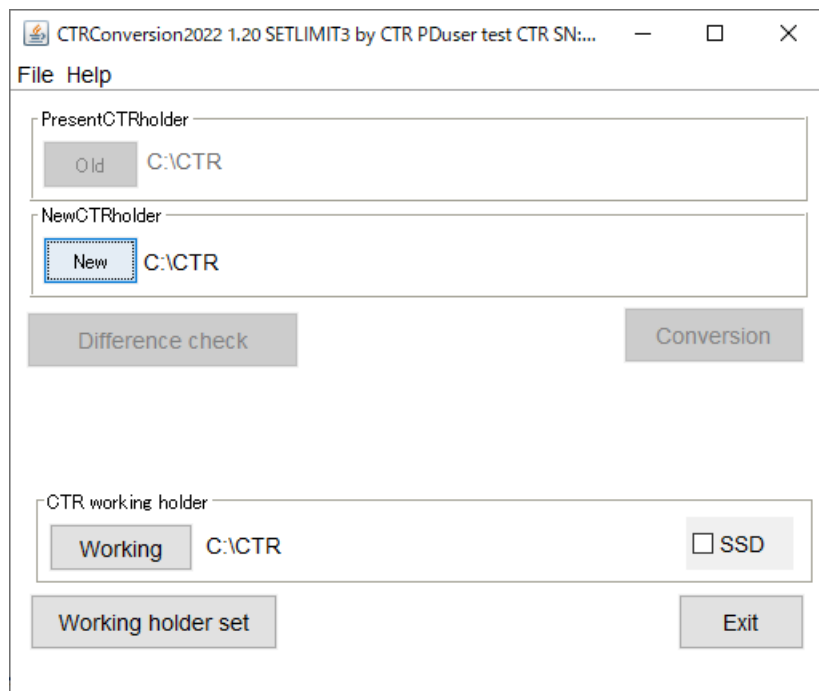 CTRConversion2022 1.20 SETLIMIT3 by CTR PDuser test CTR SN:...
File Help
PresentCTRholder
Old C:\CTR
NewCTRholder
New C:\CTR
Difference check Conversion
CTR working holder
Working C:\CTR SSD
Working holder set Exit